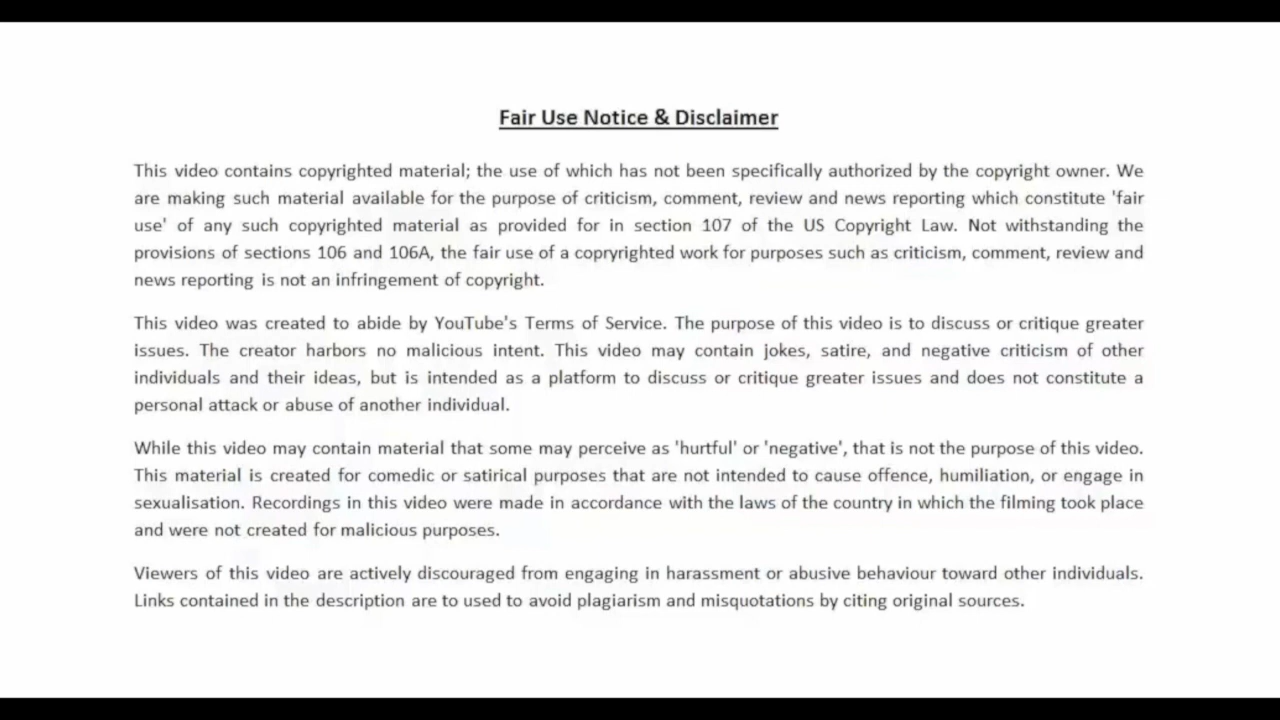 Fair Use Notice & Disclaimer
This video contains copyrighted material; the use of which has not been specifically authorized by the copyright owner. We
are making such material available for the purpose of criticism, comment, review and news reporting which constitute 'fair
use' of any such copyrighted material as provided for in section 107 of the US Copyright Law. Not withstanding the
provisions of sections 106 and 106A, the fair use of a copryrighted work for purposes such as criticism, comment, review and
news reporting is not an infringement of copyright.
This video was created to abide by YouTube's Terms of Service. The purpose of this video is to discuss or critique greater
issues. The creator harbors no malicious intent. This video may contain jokes, satire, and negative criticism of other
individuals and their ideas, but is intended as a platform to discuss or critique greater issues and does not constitute a
personal attack or abuse of another individual.
While this video may contain material that some may perceive as 'hurtful' or 'negative', that is not the purpose of this video.
This material is created for comedic or satirical purposes that are not intended to cause offence, humiliation, or engage in
sexualisation. Recordings in this video were made in accordance with the laws of the country in which the filming took place
and were not created for malicious purposes.
Viewers of this video are actively discouraged from engaging in harassment or abusive behaviour toward other individuals.
Links contained in the description are to used to avoid plagiarism and misquotations by citing original sources.